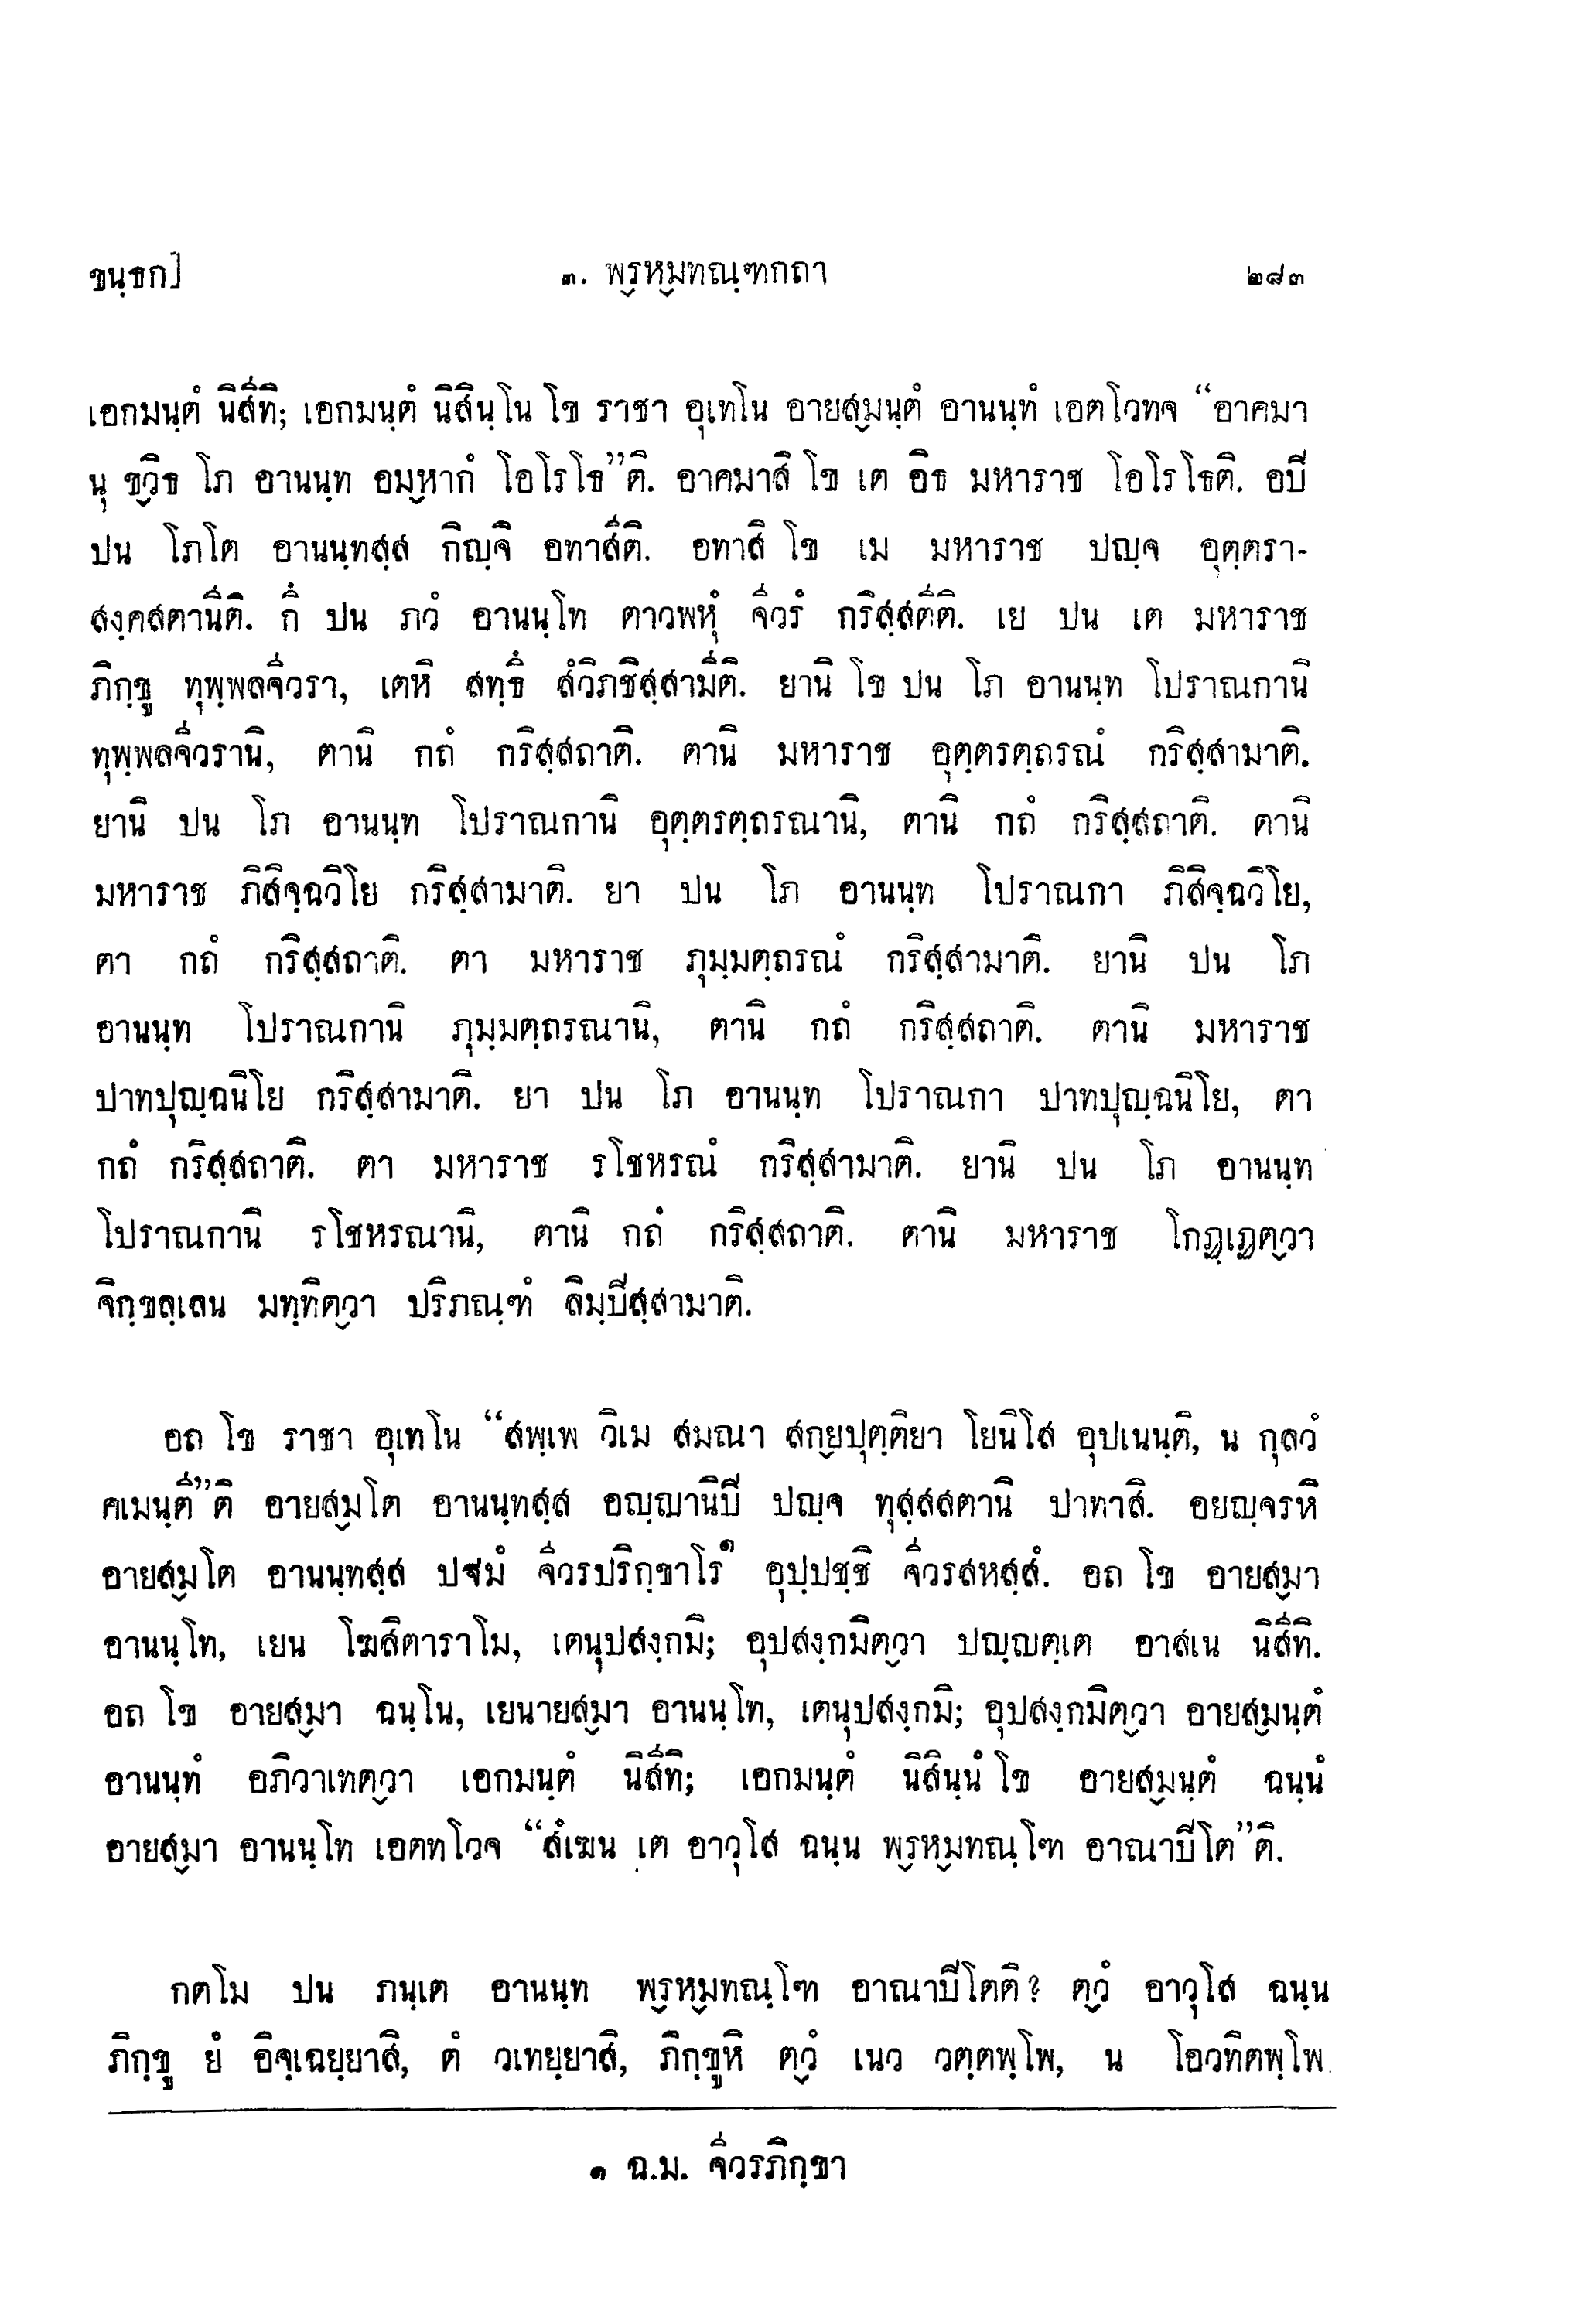 ขนฺธก]
๓. พฺรหฺมทณฺฑกถา
๒๘๓
เอกมนฺตํ นิสีทิ; เอกมนฺตํ นิสินฺโน โข ราชา อุเทโน อายสฺมนฺตํ อานนฺทํ เอตโวทจ “อาคมา
นุ ขฺวิธ โภ อานนฺท อมฺหากํ โอโรโธ”ติ. อาคมาสิ โข เต อิธ มหาราช โอโรโธติ. อปิ
ปน โภโต อานนฺทสฺส กิญฺจิ อทาสีติ. อทาสิ โข เม มหาราช ปญฺจ อุตฺตรา-
สงฺคสตานีติ. กึ ปน ภวํ อานนฺโท ตาวพหุํ จีวรํ กริสฺสตีติ. เย ปน เต มหาราช
ภิกฺขู ทุพฺพลจีวรา, เตหิ สทฺธึ สํวิภชิสฺสามีติ. ยานิ โข ปน โภ อานนฺท โปราณกานิ
ทุพฺพลจีวรานิ, ตานิ กถํ กริสฺสถาติ. ตานิ มหาราช อุตฺตรตฺถรณํ กริสฺสามาติ.
ยานิ ปน โภ อานนฺท โปราณกานิ อุตฺตรตฺถรณานิ, ตานิ กถํ กริสฺสถาติ. ตานิ
มหาราช ภิสิจฺฉวิโย กริสฺสามาติ. ยา ปน โภ อานนฺท โปราณกา ภิสิจฺฉวิโย,
ตา กถํ กริสฺสถาติ. ตา มหาราช ภุมฺมตฺถรณํ กริสฺสามาติ. ยานิ ปน โภ
อานนฺท โปราณกานิ ภุมฺมตฺถรณานิ, ตานิ กถํ กริสฺสถาติ. ตานิ มหาราช
ปาทปุญฺฉนิโย กริสฺสามาติ. ยา ปน โภ อานนฺท โปราณกา ปาทปุญฺฉนิโย, ตา
กถํ กริสฺสถาติ. ตา มหาราช รโชหรณํ กริสฺสามาติ. ยานิ ปน โภ อานนฺท
โปราณกานิ รโชหรณานิ, ตานิ กถํ กริสฺสถาติ. ตานิ มหาราช โกฏฺเฏตฺวา
จิกฺขลฺเลน มทฺทิตฺวา ปริภณฺฑํ ลิมฺปิสฺสามาติ.
อถ โข ราชา อุเทโน “สพฺเพ วิเม สมณา สกฺยปุตฺติยา โยนิโส อุปเนนฺติ, น กุลวํ
คเมนฺตี”ติ อายสฺมโต อานนฺทสฺส อญฺญานิปิ ปญฺจ ทุสฺสสตานิ ปาทาสิ. อยญฺจรหิ
อายสฺมโต อานนฺทสฺส ปฐมํ จีวรปริกฺขาโร๑ อุปฺปชฺชิ จีวรสหสฺสํ. อถ โข อายสฺมา
อานนฺโท, เยน โฆสิตาราโม, เตนุปสงฺกมิ; อุปสงฺกมิตฺวา ปญฺญตฺเต อาสเน นิสีทิ.
อถ โข อายสฺมา ฉนฺโน, เยนายสฺมา อานนฺโท, เตนุปสงฺกมิ; อุปสงฺกมิตฺวา อายสฺมนฺตํ
อานนฺทํ อภิวาเทตฺวา เอกมนฺตํ นิสีทิ; เอกมนฺตํ นิสินฺนํ โข อายสฺมนฺตํ ฉนฺนํ
อายสฺมา อานนฺโท เอตทโวจ “สํเฆน เต อาวุโส ฉนฺน พฺรหฺมทณฺโฑ อาณาปิโต”ติ.
กตโม ปน ภนฺเต อานนฺท พฺรหฺมทณฺโฑ อาณาปิโตติ? ตฺวํ อาวุโส ฉนฺน
ภิกฺขู ยํ อิจฺเฉยฺยาสิ, ตํ วเทยฺยาสิ, ภิกฺขูหิ ตฺวํ เนว วตฺตพฺโพ, น โอวทิตพฺโพ
๑ ฉ.ม. จีวรภิกฺขา